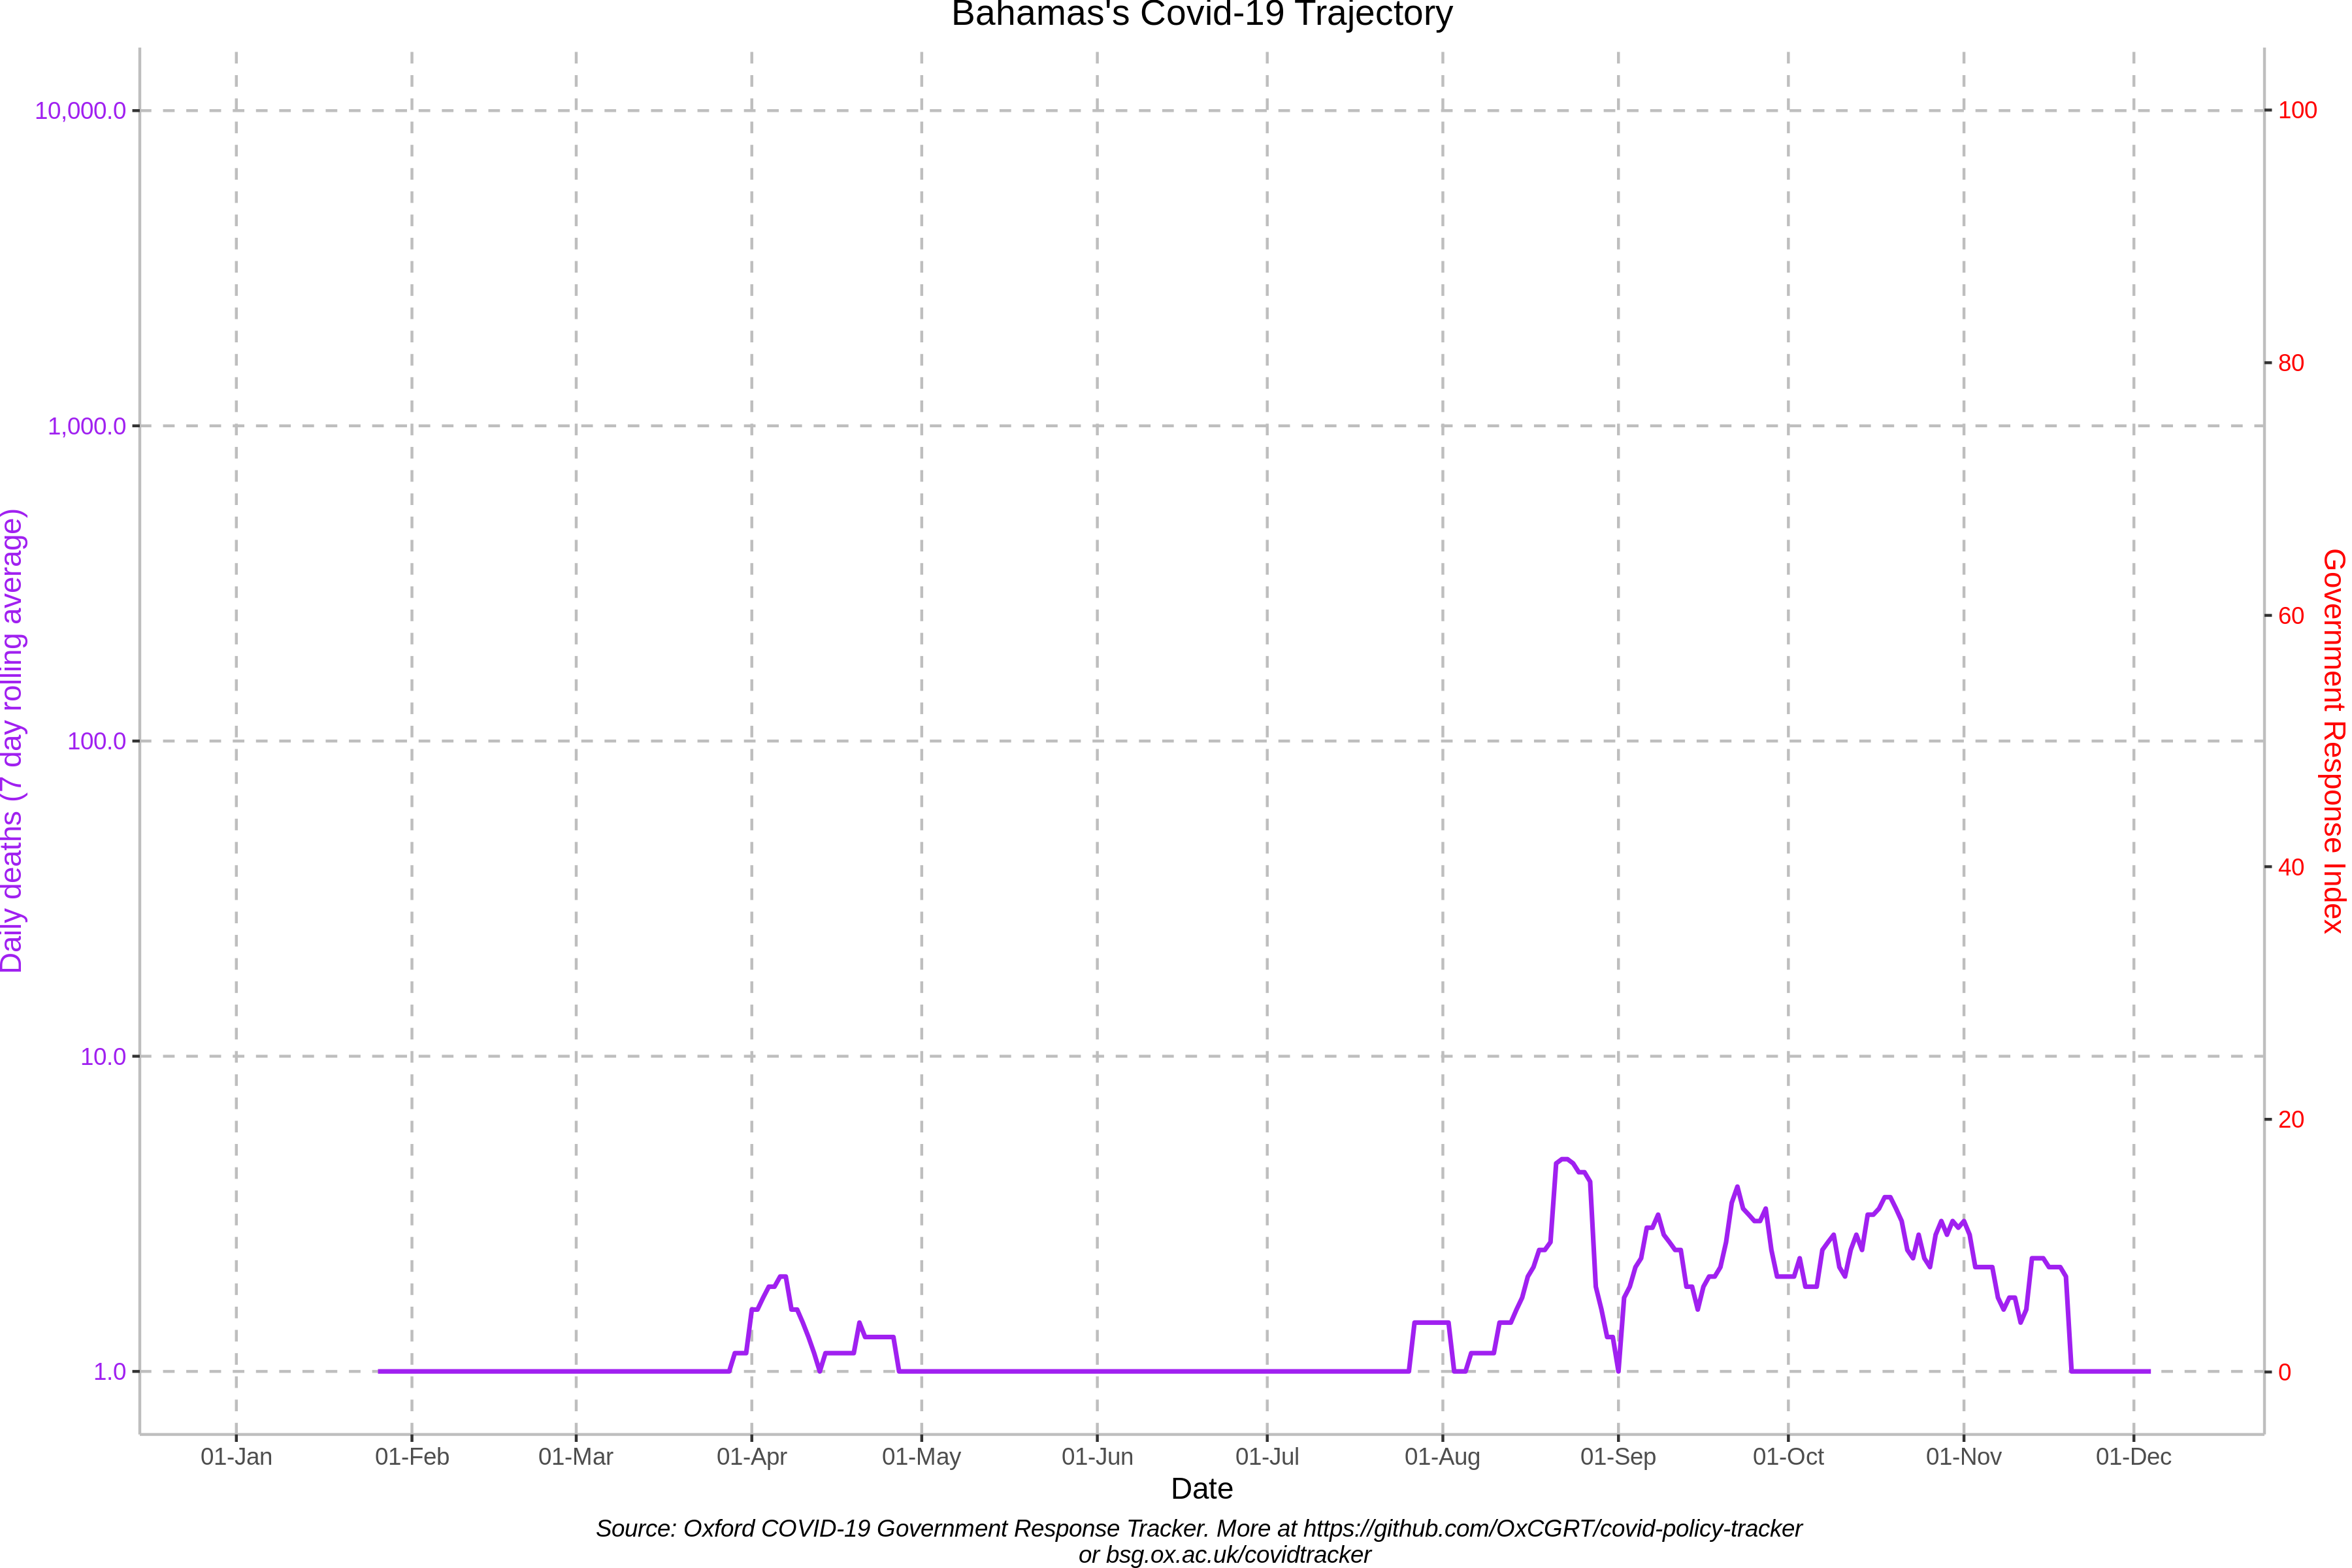 Bahamas's Covid-19 Trajectory
10,000.0
1,000.0
100.0
10.0
1.0
Daily deaths (7 day rolling average)
100
80
60
40
20
0
Government Response Index
01-Jan 01-Feb 01-Mar 01-Apr 01-May 01-Jun 01-Jul 01-Aug 01-Sep 01-Oct 01-Nov 01-Dec
Date
Source: Oxford COVID-19 Government Response Tracker. More at https://github.com/OxCGRT/covid-policy-tracker
or bsg.ox.ac.uk/covidtracker